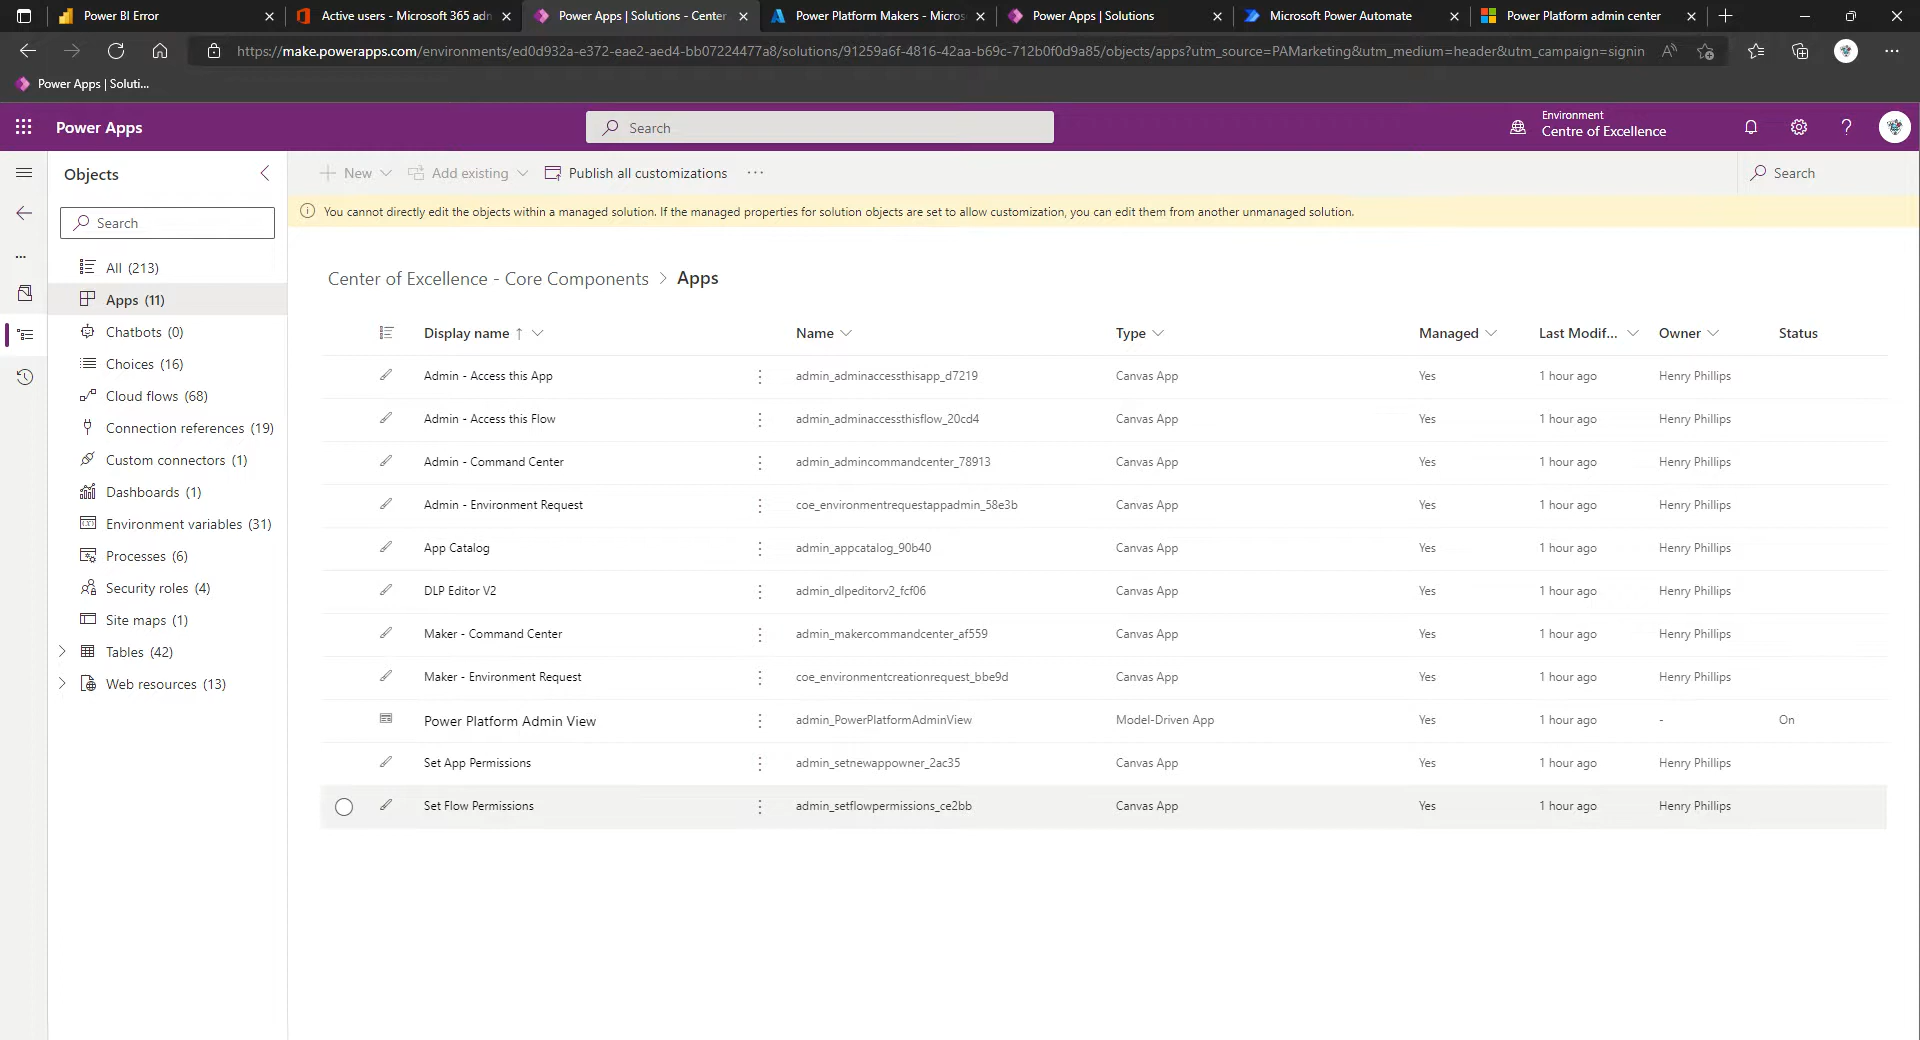 Power BI Error
Active users - Microsoft 365 adn
Power Apps | Solutions - Center
Power Platform Makers - Micros
Power Apps | Solutions
Microsoft Power Automate
Power Platform admin center
https://make.powerapps.com/environments/ed0d932a-e372-eae2-aed4-bb07224477a8/solutions/91259a6f-4816-42aa-b69c-712b0f0d9a85/objects/apps?utm_source=PAMarketing&utm_medium=header&utm_campaign=signin
Power Apps | Soluti...
Power Apps
Search
Environment
Centre of Excellence
Objects
New
Add existing
Publish all customizations
Search
You cannot directly edit the objects within a managed solution. If the managed properties for solution objects are set to allow customization, you can edit them from another unmanaged solution.
Search
All (213)
Apps (11)
Chatbots (0)
Choices (16)
Cloud flows (68)
Connection references (19)
Custom connectors (1)
Dashboards (1)
Environment variables (31)
Processes (6)
Security roles (4)
Site maps (1)
Tables (42)
Web resources (13)
Center of Excellence - Core Components > Apps
Display name ↑ Name Type Managed Last Modif... Owner Status
Admin - Access this App admin_adminaccessthisapp_d7219 Canvas App Yes 1 hour ago Henry Phillips
Admin - Access this Flow admin_adminaccessthisflow_20cd4 Canvas App Yes 1 hour ago Henry Phillips
Admin - Command Center admin_admincommandcenter_78913 Canvas App Yes 1 hour ago Henry Phillips
Admin - Environment Request coe_environmentrequestappadmin_58e3b Canvas App Yes 1 hour ago Henry Phillips
App Catalog admin_appcatalog_90b40 Canvas App Yes 1 hour ago Henry Phillips
DLP Editor V2 admin_dlpeditorv2_fcf06 Canvas App Yes 1 hour ago Henry Phillips
Maker - Command Center admin_makercommandcenter_af559 Canvas App Yes 1 hour ago Henry Phillips
Maker - Environment Request coe_environmentcreationrequest_bbe9d Canvas App Yes 1 hour ago Henry Phillips
Power Platform Admin View admin_PowerPlatformAdminView Model-Driven App Yes 1 hour ago - On
Set App Permissions admin_setnewappowner_2ac35 Canvas App Yes 1 hour ago Henry Phillips
Set Flow Permissions admin_setflowpermissions_ce2bb Canvas App Yes 1 hour ago Henry Phillips